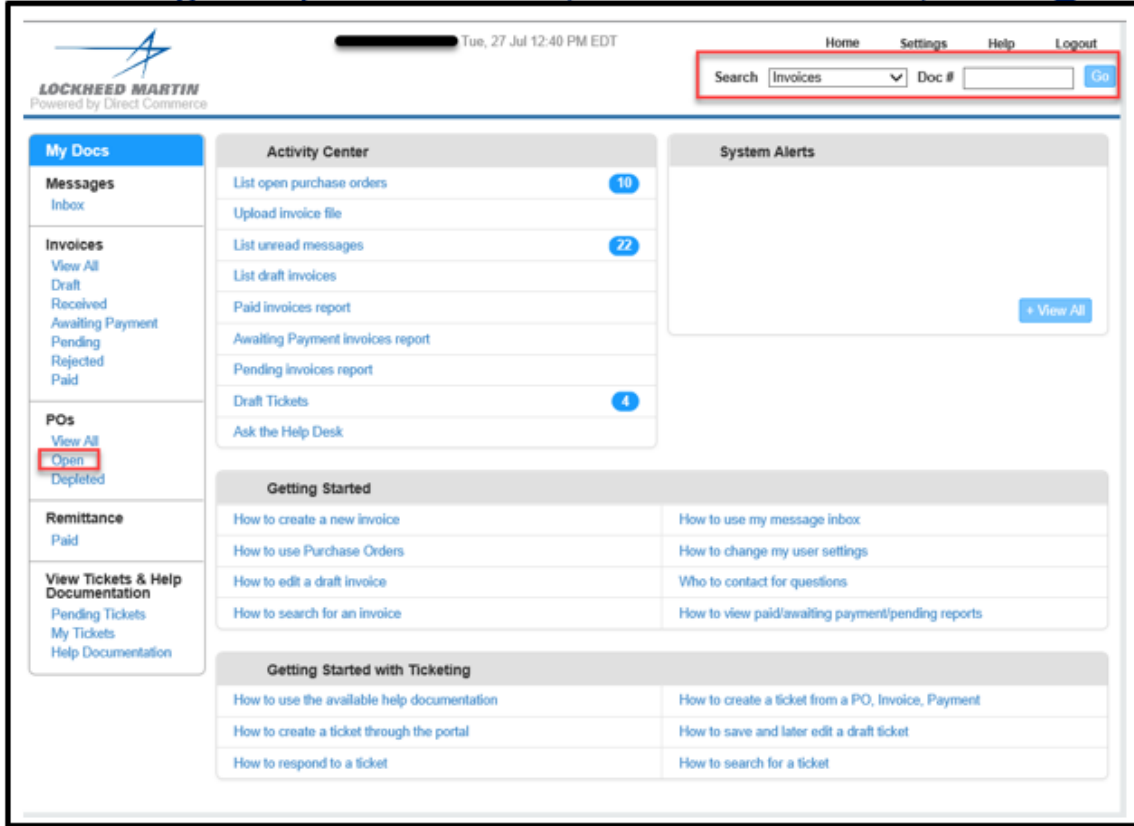 Tue, 27 Jul 12:40 PM EDT
Home Settings Help Logout
Search Invoices Doc # Go
LOCKHEED MARTIN
Powered by Direct Commerce
My Docs
Messages
Inbox
Invoices
View All
Draft
Received
Awaiting Payment
Pending
Rejected
Paid
POs
View All
Open
Depleted
Remittance
Paid
View Tickets & Help
Documentation
Pending Tickets
My Tickets
Help Documentation
Activity Center
List open purchase orders 10
Upload invoice file
List unread messages 22
List draft invoices
Paid invoices report
Awaiting Payment invoices report
Pending invoices report
Draft Tickets 4
Ask the Help Desk
System Alerts
+ View All
Getting Started
How to create a new invoice
How to use my message inbox
How to use Purchase Orders
How to change my user settings
How to edit a draft invoice
Who to contact for questions
How to search for an invoice
How to view paid/awaiting payment/pending reports
Getting Started with Ticketing
How to use the available help documentation
How to create a ticket from a PO, Invoice, Payment
How to create a ticket through the portal
How to save and later edit a draft ticket
How to respond to a ticket
How to search for a ticket